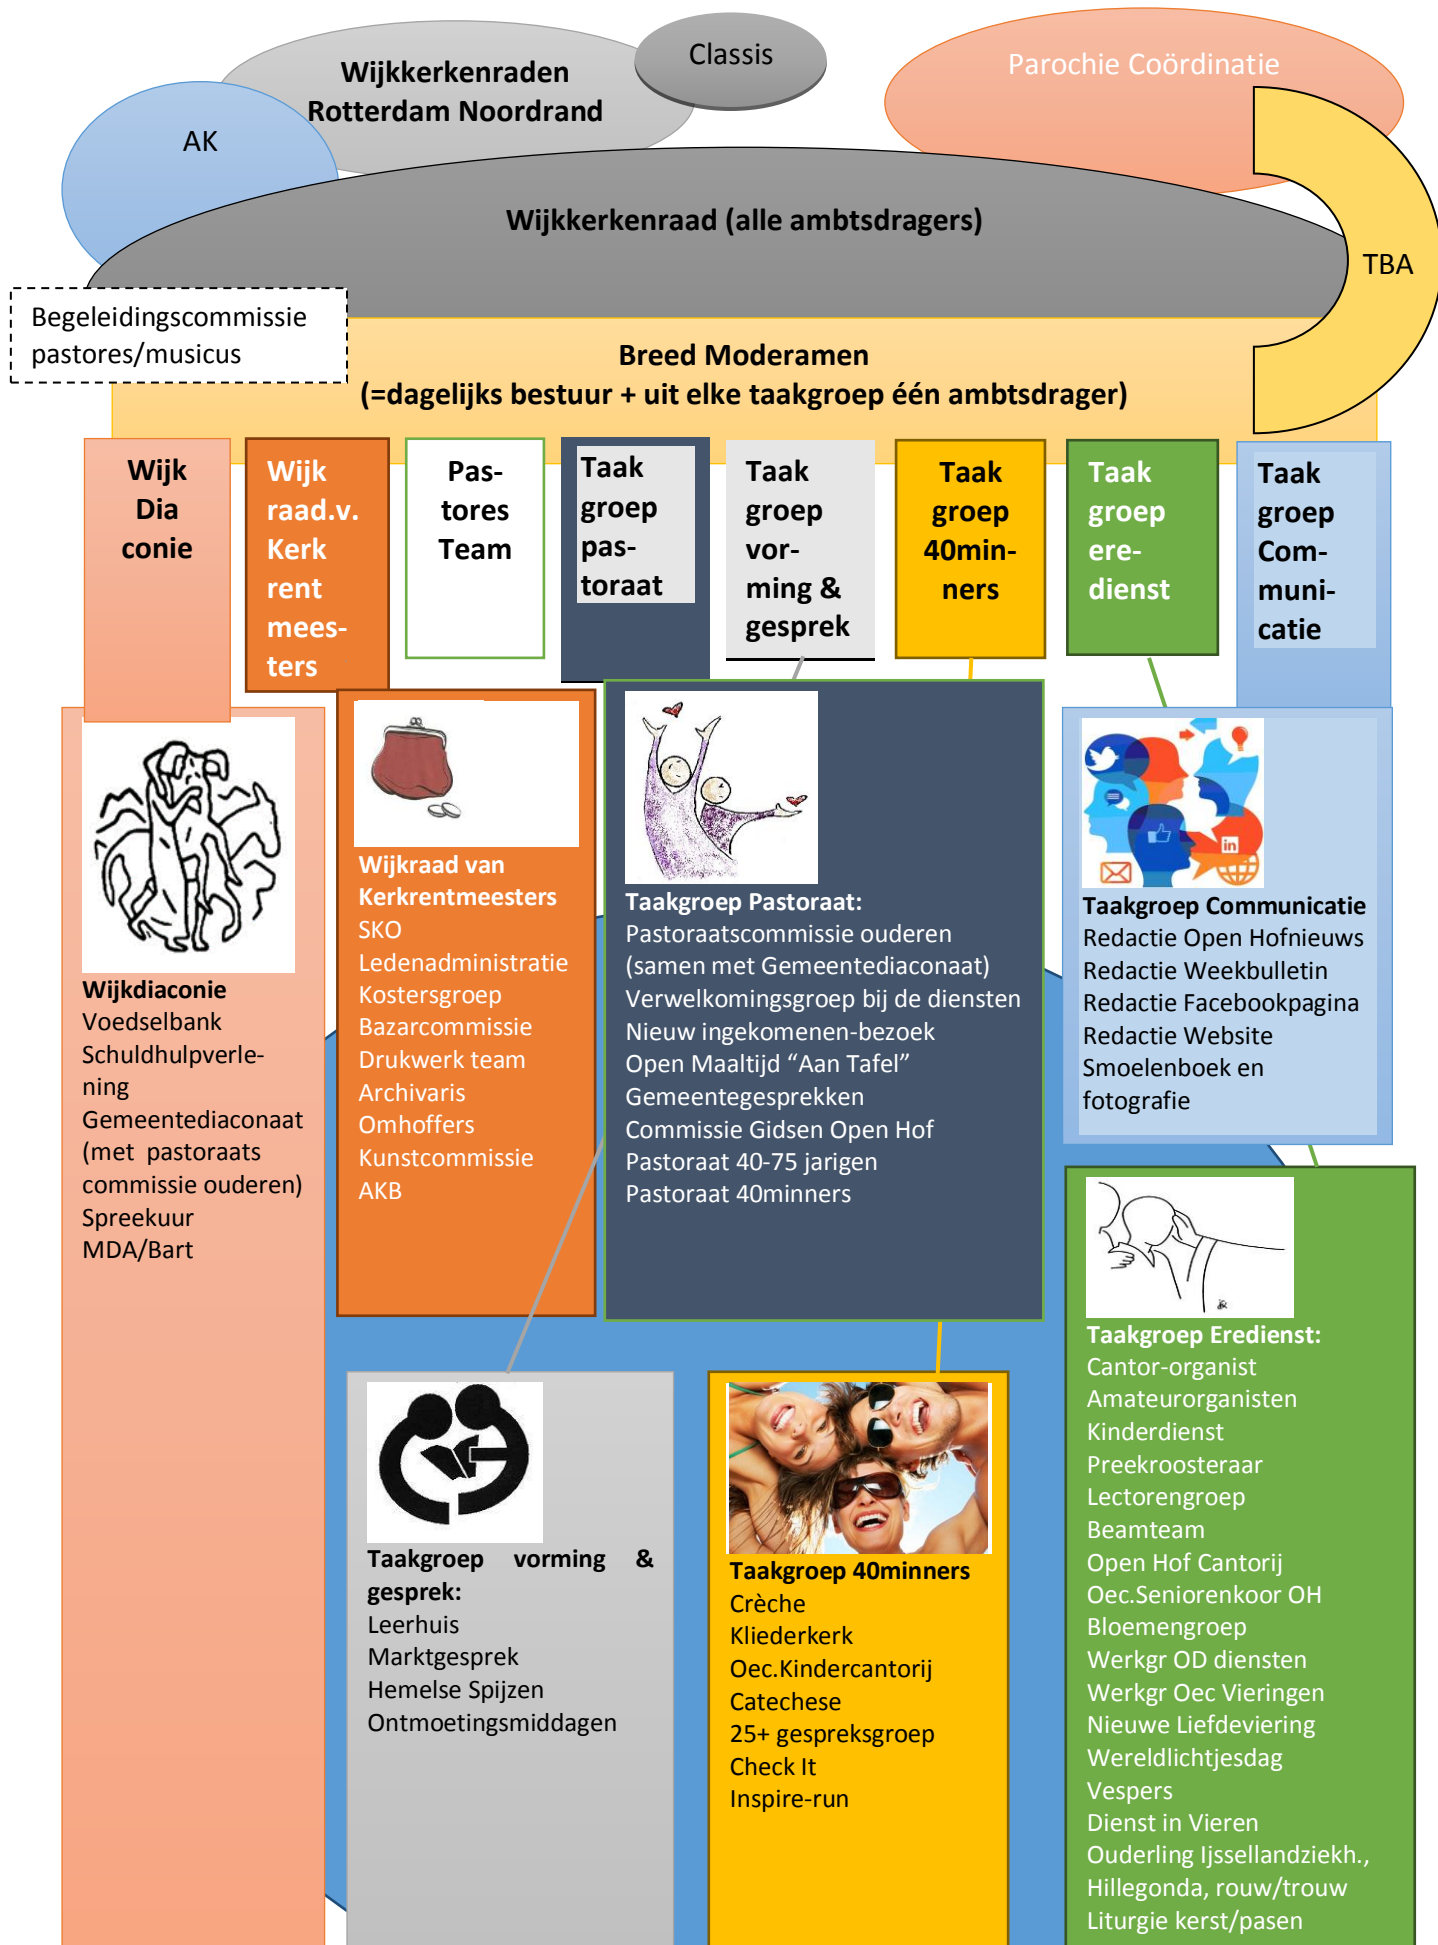 Classis
Parochie Coördinatie
Wijkkerkenraden
Rotterdam Noordrand
AK
Wijkkerkenraad (alle ambtsdragers)
TBA
Begeleidingscommissie
pastores/musicus
Breed Moderamen
(=dagelijks bestuur + uit elke taakgroep één ambtsdrager)
Wijk
Dia
conie
Wijk
raad.v.
Kerk
rent
mees-
ters
Pas-
tores
Team
Taak
groep
pas-
toraat
Taak
groep
vor-
ming &
gesprek
Taak
groep
40min-
ners
Taak
groep
ere-
dienst
Taak
groep
Com-
muni-
catie
Wijkdiaconie
Voedselbank
Schuldhulpverle-
ning
Gemeentediaconaat
(met pastoraats
commissie ouderen)
Spreekuur
MDA/Bart
Wijkraad van
Kerkrentmeesters
SKO
Ledenadministratie
Kostersgroep
Bazarcommissie
Drukwerk team
Archivaris
Omhoffers
Kunstcommissie
AKB
Taakgroep Pastoraat:
Pastoraatscommissie ouderen
(samen met Gemeentediaconaat)
Verwelkomingsgroep bij de diensten
Nieuw ingekomenen-bezoek
Open Maaltijd “Aan Tafel”
Gemeentegesprekken
Commissie Gidsen Open Hof
Pastoraat 40-75 jarigen
Pastoraat 40minners
in
Taakgroep Communicatie
Redactie Open Hofnieuws
Redactie Weekbulletin
Redactie Facebookpagina
Redactie Website
Smoelenboek en
fotografie
Taakgroep vorming &
gesprek:
Leerhuis
Marktgesprek
Hemelse Spijzen
Ontmoetingsmiddagen
Taakgroep 40minners
Crèche
Kliederkerk
Oec.Kindercantorij
Catechese
25+ gespreksgroep
Check It
Inspire-run
Taakgroep Eredienst:
Cantor-organist
Amateurorganisten
Kinderdienst
Preekroosteraar
Lectorengroep
Beamteam
Open Hof Cantorij
Oec.Seniorenkoor OH
Bloemengroep
Werkgr OD diensten
Werkgr Oec Vieringen
Nieuwe Liefdeviering
Wereldlichtjesdag
Vespers
Dienst in Vieren
Ouderling Ijssellandziekh.,
Hillegonda, rouw/trouw
Liturgie kerst/pasen